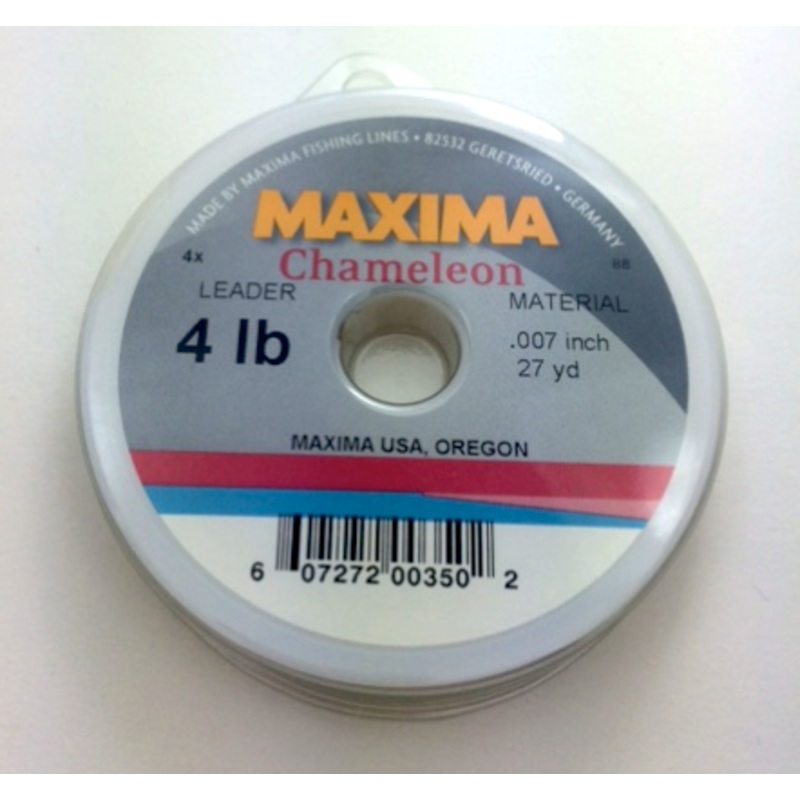 MADE BY MAXIMA FISHING LINES • 82532 GERETSRIED • GERMANY
MAXIMA
Chameleon
4x
88
LEADER
MATERIAL
4 lb
.007 inch
27 yd
MAXIMA USA, OREGON
6 07272 00350 2